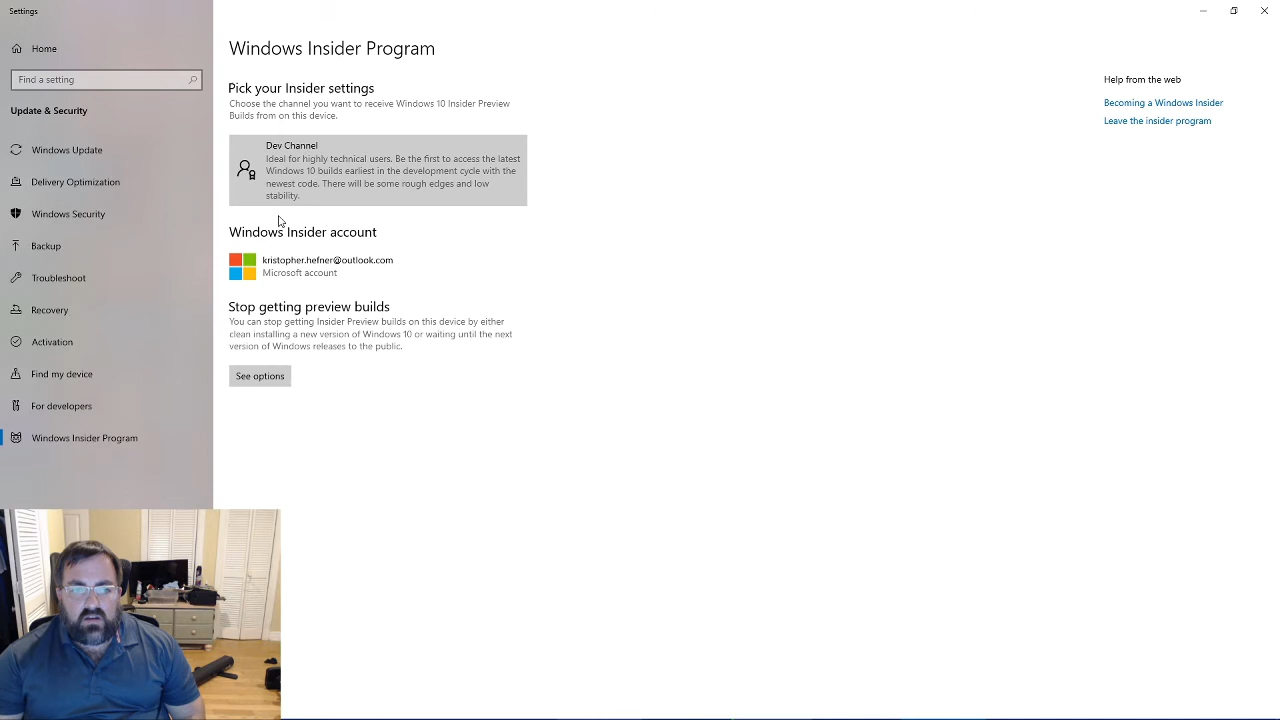 Settings
Home
Find a setting
Update & Security
Windows Update
Delivery Optimization
Windows Security
Backup
Troubleshoot
Recovery
Activation
Find my device
For developers
Windows Insider Program
Windows Insider Program
Pick your Insider settings
Choose the channel you want to receive Windows 10 Insider Preview
Builds from on this device.
Dev Channel
Ideal for highly technical users. Be the first to access the latest
Windows 10 builds earliest in the development cycle with the
newest code. There will be some rough edges and low
stability.
Windows Insider account
kristopher.hefner@outlook.com
Microsoft account
Stop getting preview builds
You can stop getting Insider Preview builds on this device by either
clean installing a new version of Windows 10 or waiting until the next
version of Windows releases to the public.
See options
Help from the web
Becoming a Windows Insider
Leave the insider program